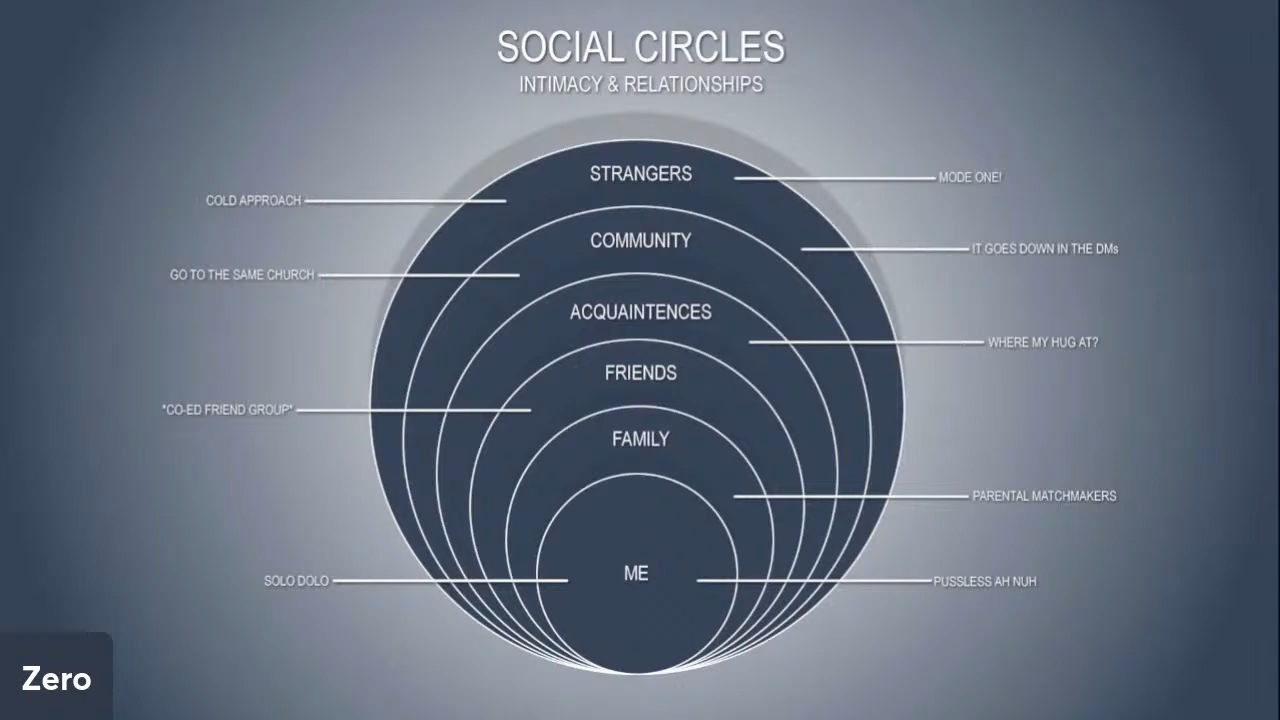 SOCIAL CIRCLES
INTIMACY & RELATIONSHIPS
STRANGERS
MODE ONE!
COLD APPROACH
COMMUNITY
IT GOES DOWN IN THE DMs
GO TO THE SAME CHURCH
ACQUAINTENCES
WHERE MY HUG AT?
FRIENDS
"CO-ED FRIEND GROUP"
FAMILY
PARENTAL MATCHMAKERS
ME
SOLO DOLO
PUSSLESS AH NUH
Zero